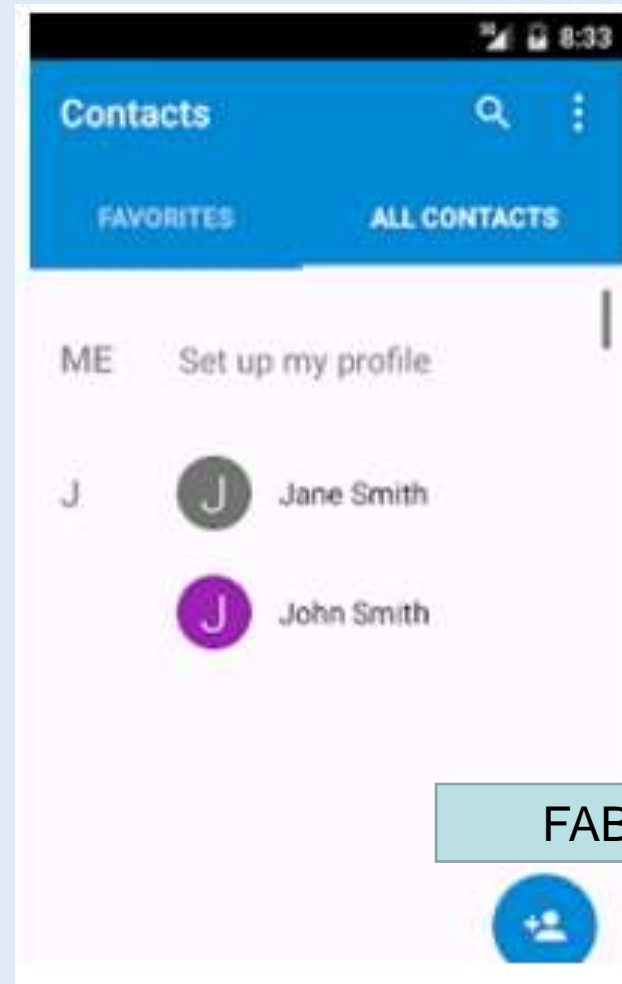 8:33
Contacts
FAVORITES ALL CONTACTS
ME Set up my profile
J J Jane Smith
J John Smith
FAB